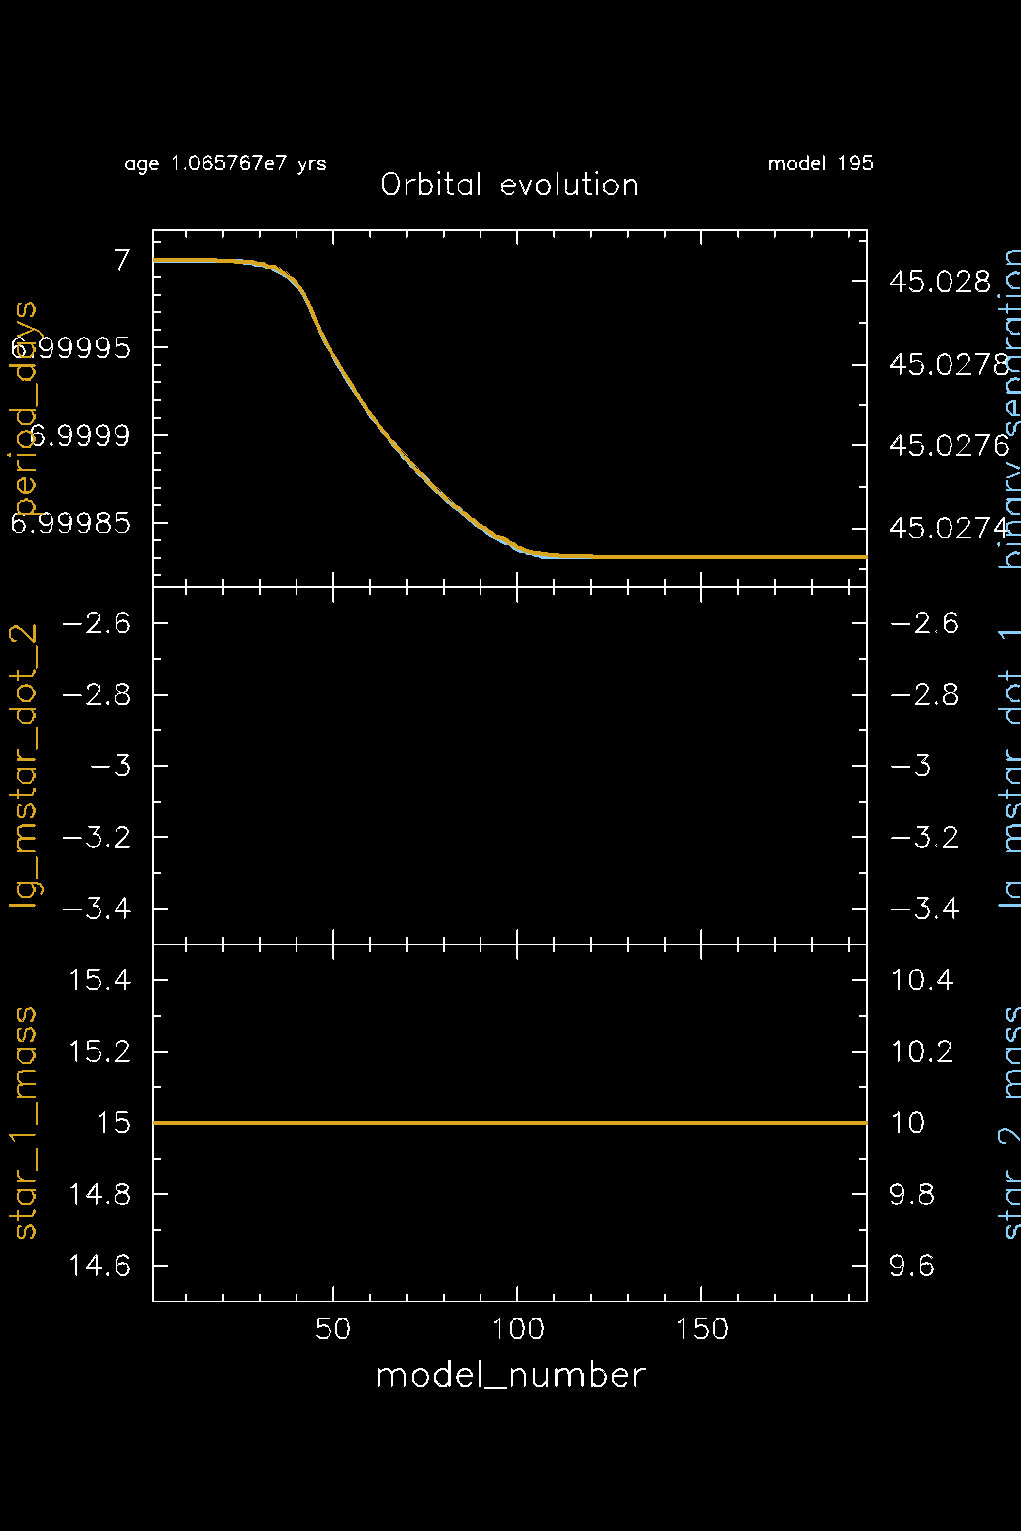 age 1.065767e7 yrs
model 195
Orbital evolution
period_days
7
6.99995
6.9999
6.99985
45.028
45.0278
45.0276
45.0274
binary_separation
lg_mstar_dot_2
−2.6
−2.8
−3
−3.2
−3.4
−2.6
−2.8
−3
−3.2
−3.4
lg_mstar_dot_1
star_1_mass
15.4
15.2
15
14.8
14.6
10.4
10.2
10
9.8
9.6
star_2_mass
50 100 150
model_number